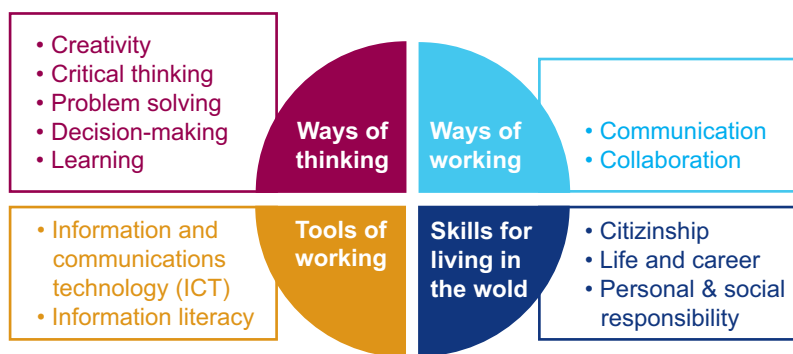 • Creativity
• Critical thinking
• Problem solving
• Decision-making
• Learning
Ways of
thinking
Ways of
working
• Communication
• Collaboration
• Information and
communications
technology (ICT)
• Information literacy
Tools of
working
Skills for
living in
the wold
• Citizinship
• Life and career
• Personal & social
responsibility